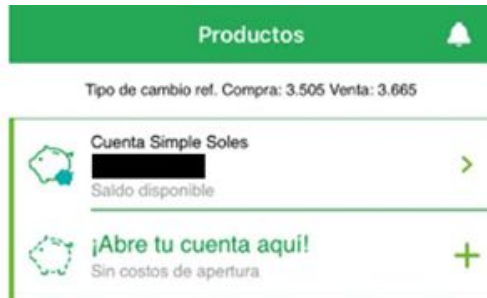 Productos
Tipo de cambio ref. Compra: 3.505 Venta: 3.665
Cuenta Simple Soles
Saldo disponible
¡Abre tu cuenta aquí!
Sin costos de apertura